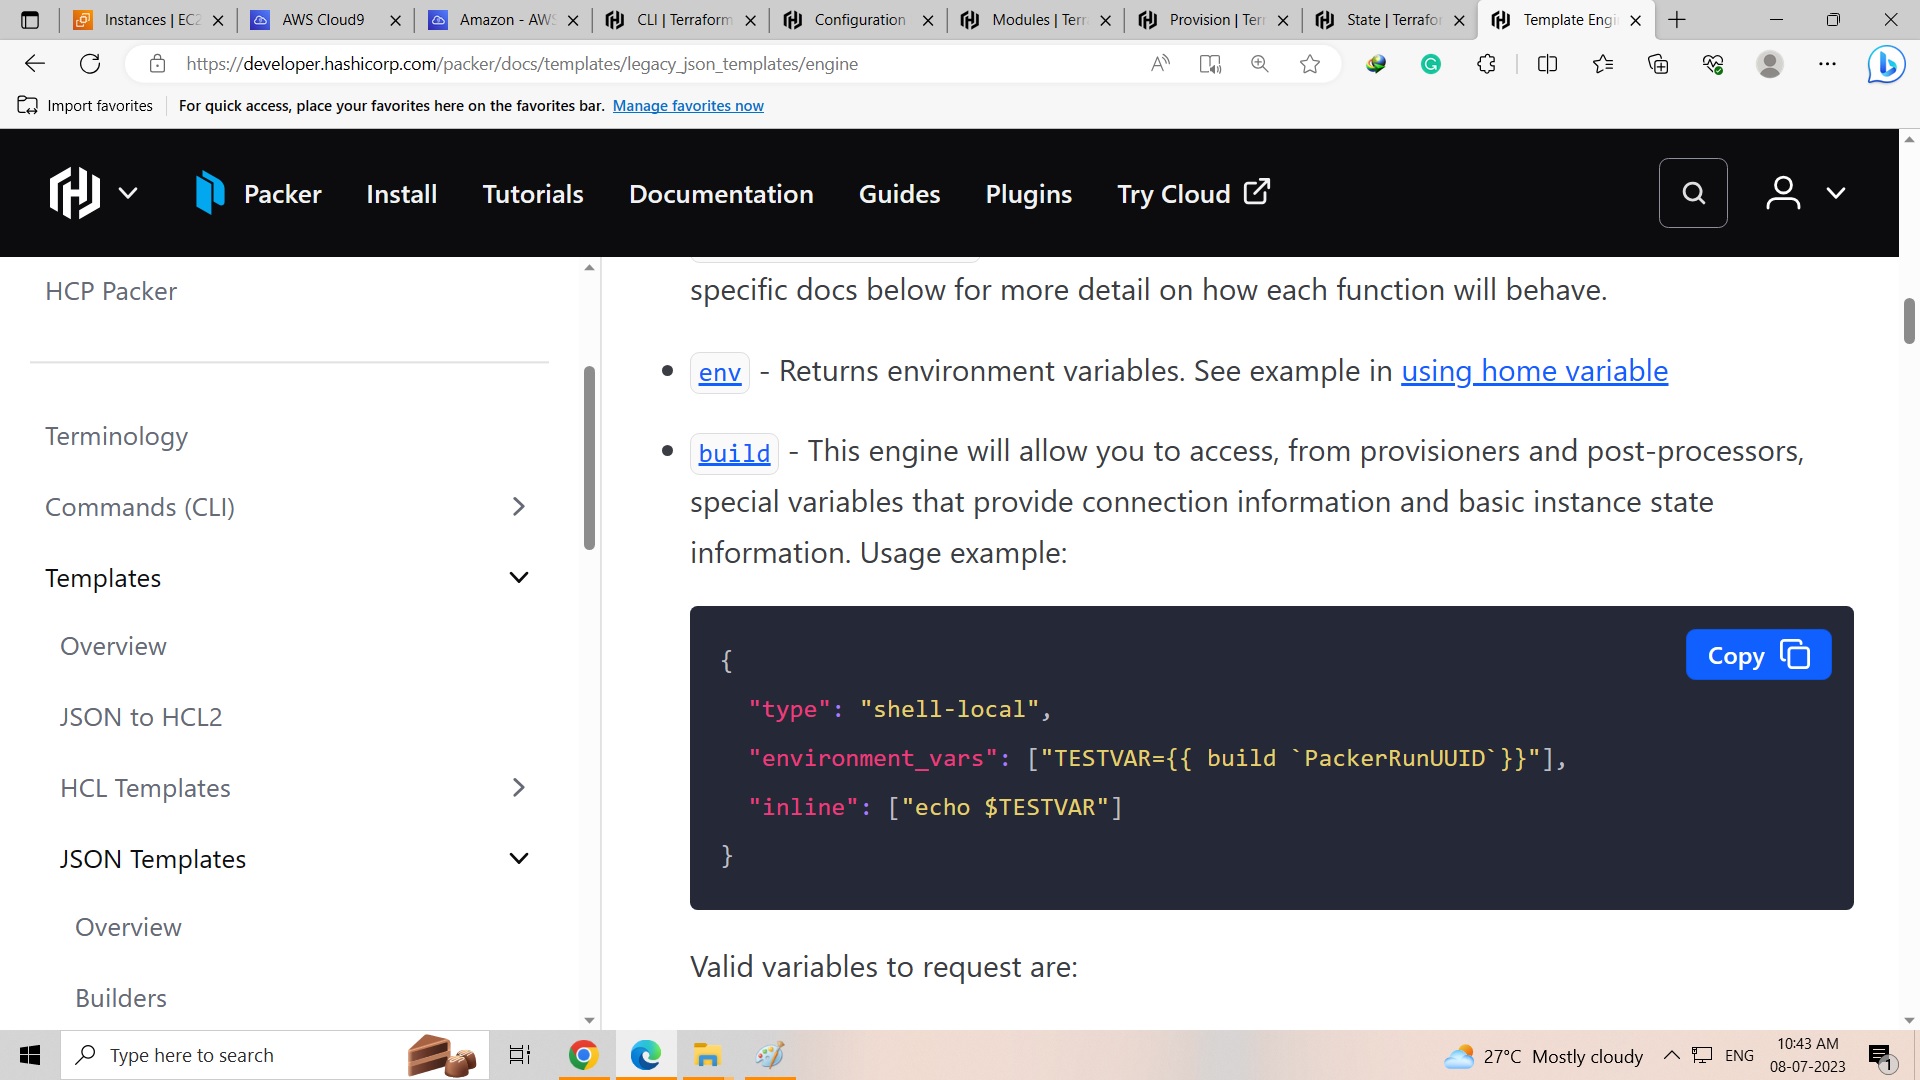 Instances | EC2
AWS Cloud9
Amazon - AWS
CLI | Terraform
Configuration
Modules | Terr
Provision | Terr
State | Terrafor
Template Engi
https://developer.hashicorp.com/packer/docs/templates/legacy_json_templates/engine
Import favorites
For quick access, place your favorites here on the favorites bar. Manage favorites now
Packer
Install
Tutorials
Documentation
Guides
Plugins
Try Cloud
HCP Packer
Terminology
Commands (CLI)
Templates
Overview
JSON to HCL2
HCL Templates
JSON Templates
Overview
Builders
specific docs below for more detail on how each function will behave.
env - Returns environment variables. See example in using home variable
build - This engine will allow you to access, from provisioners and post-processors,
special variables that provide connection information and basic instance state
information. Usage example:
Copy
{
"type": "shell-local",
"environment_vars": ["TESTVAR={{ build `PackerRunUUID`}}"],
"inline": ["echo $TESTVAR"]
}
Valid variables to request are:
Type here to search
27°C Mostly cloudy
ENG
10:43 AM
08-07-2023
1